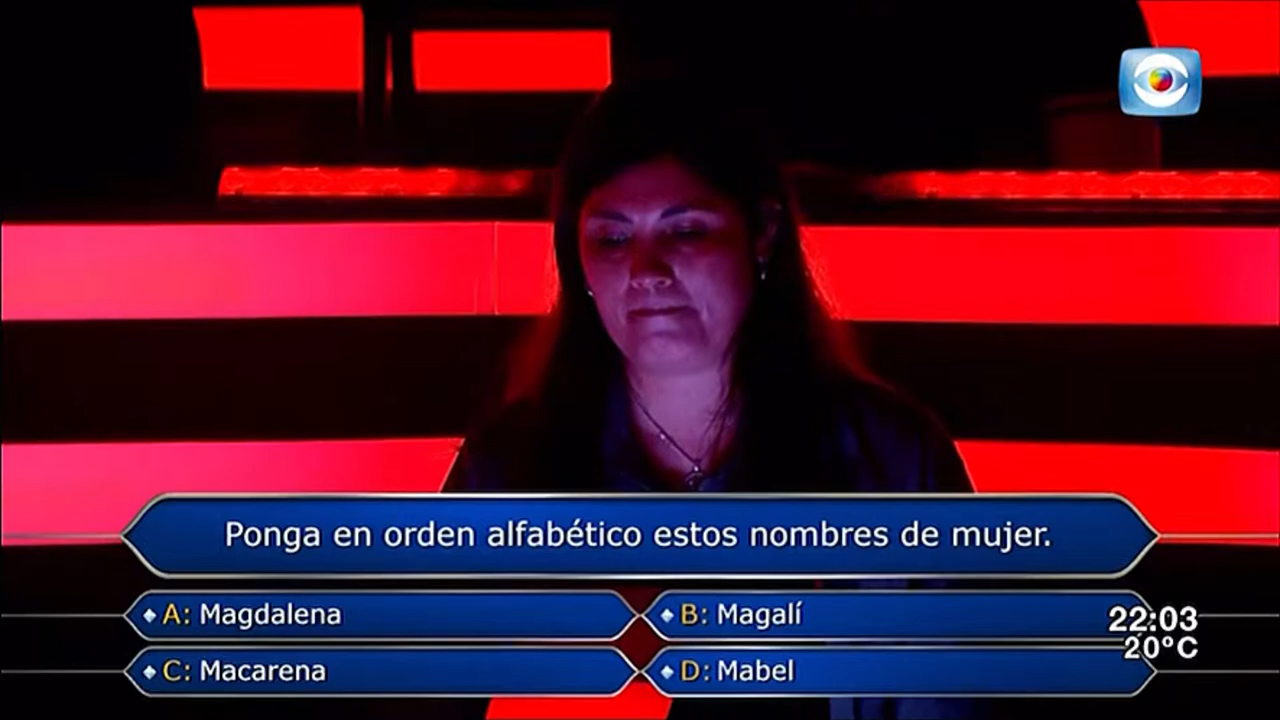 Ponga en orden alfabético estos nombres de mujer.
A: Magdalena
B: Magalí
C: Macarena
D: Mabel
22:03
20°C